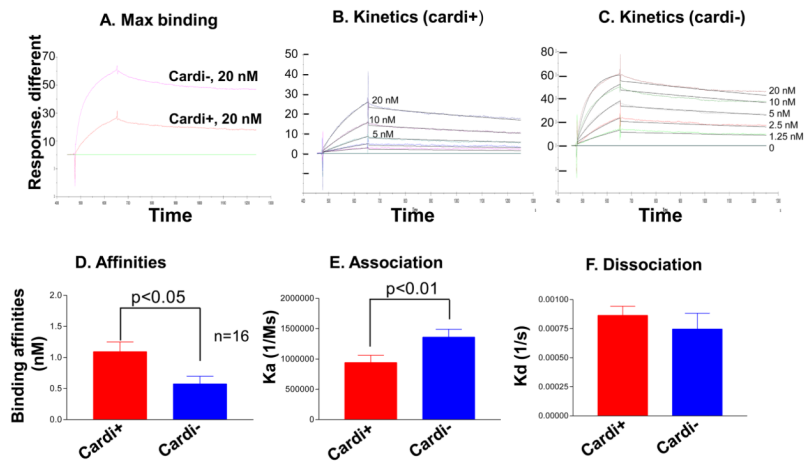 A. Max binding
B. Kinetics (cardi+)
C. Kinetics (cardi-)
Response. different
70
50
30
10
Cardi-, 20 nM
Cardi+, 20 nM
Time
50
40
30
20
10
0
20 nM
10 nM
5 nM
Time
80
60
40
20
0
20 nM
10 nM
5 nM
2.5 nM
1.25 nM
0
Time
D. Affinities
E. Association
F. Dissociation
Binding affinities
(nM)
2.0
1.5
1.0
0.5
0.0
p<0.05
n=16
Cardi+
Cardi-
Ka (1/Ms)
2000000
1500000
1000000
500000
0
p<0.01
Cardi+
Cardi-
Kd (1/s)
0.00100
0.00075
0.00050
0.00025
0.00000
Cardi+
Cardi-